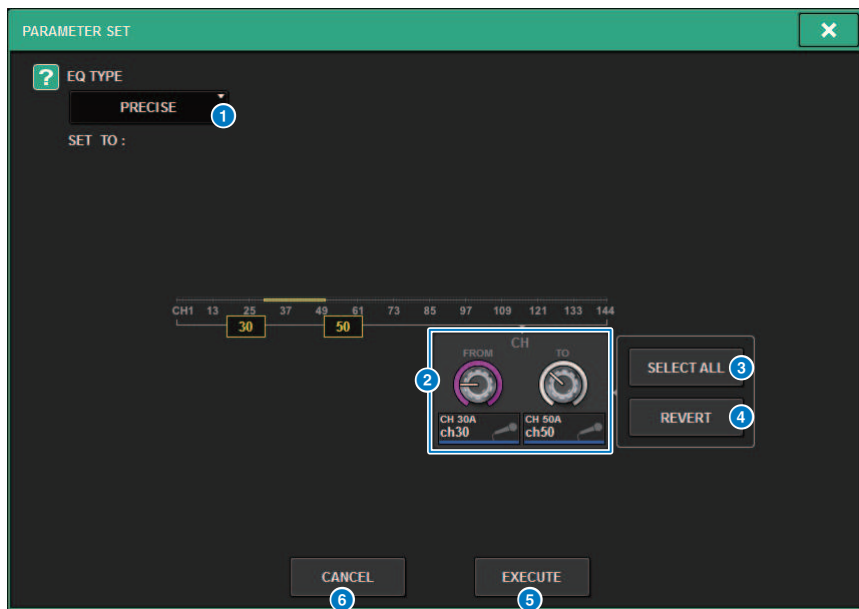 PARAMETER SET
?
EQ TYPE
PRECISE
1
SET TO :
CH1 13 25 37 49 61 73 85 97 109 121 133 144
30 50
CH
FROM TO
2
CH 30A CH 50A
ch30 ch50
SELECT ALL 3
REVERT 4
CANCEL EXECUTE
6 5